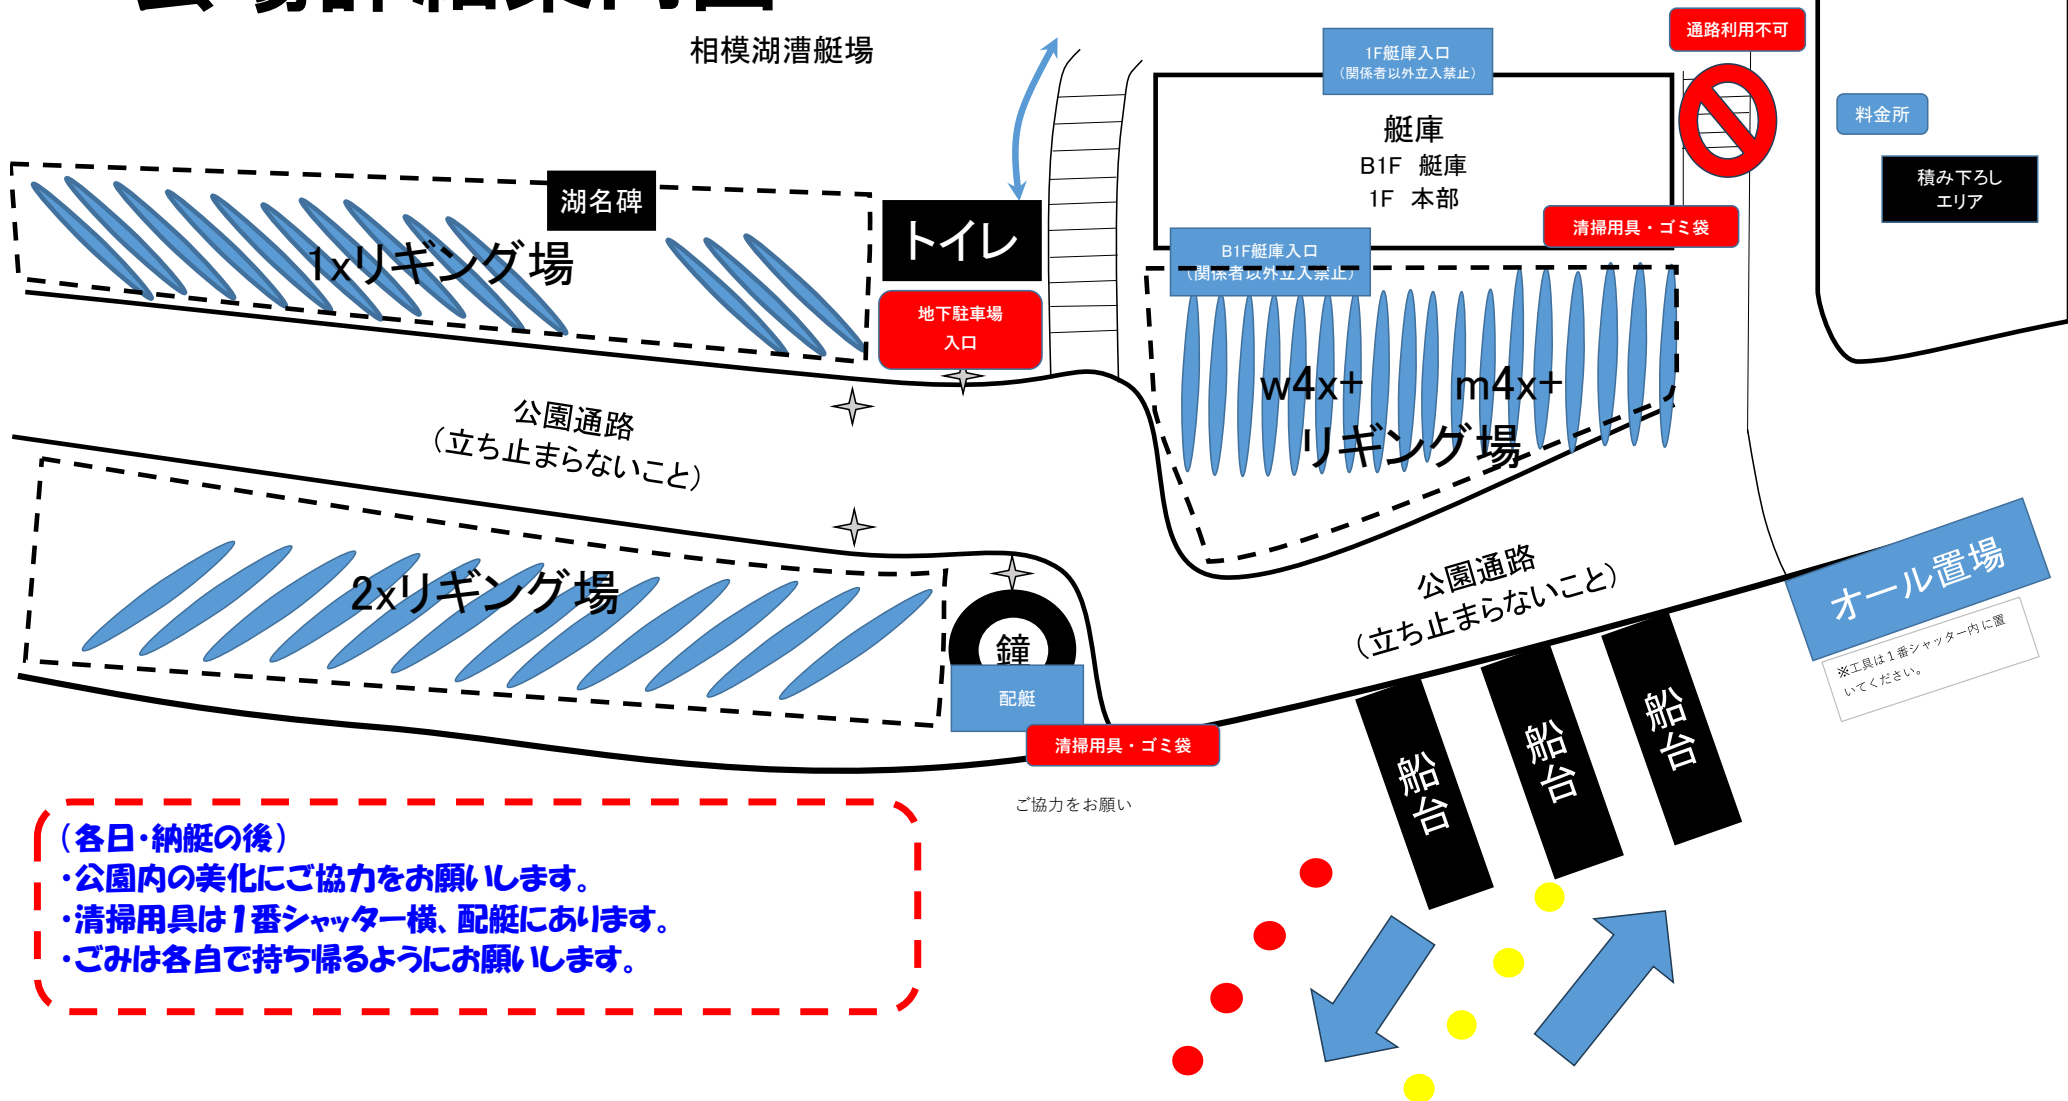 相模湖漕艇場
通路利用不可
1F艇庫入口
（関係者以外立入禁止）
艇庫
B1F　艇庫
1F　本部
料金所
積み下ろし
エリア
湖名碑
トイレ
清掃用具・ゴミ袋
1xリギング場
B1F艇庫入口
（関係者以外立入禁止）
地下駐車場
入口
w4x+
m4x+
リギング場
公園通路
（立ち止まらないこと）
2xリギング場
公園通路
（立ち止まらないこと）
オール置場
※工具は１番シャッター内に置
いてください。
鐘
配艇
清掃用具・ゴミ袋
船台
船台
船台
ご協力をお願い
（各日・納艇の後）
・公園内の美化にご協力をお願いします。
・清掃用具は１番シャッター横、配艇にあります。
・ごみは各自で持ち帰るようにお願いします。